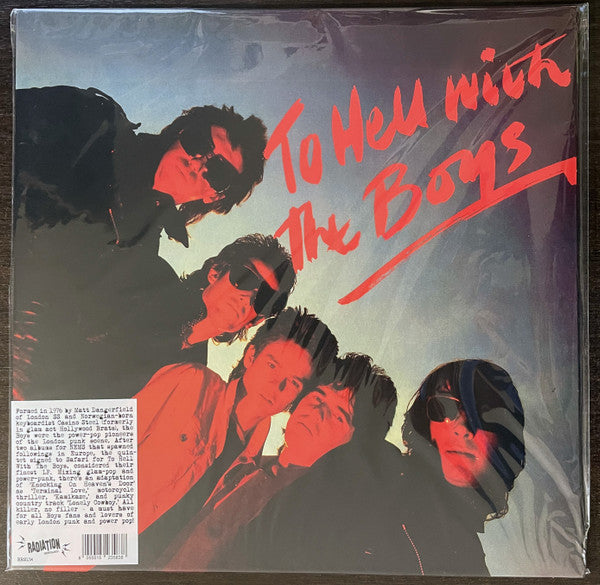 To Hell with
the Boys
Formed in 1976 by Matt Dangerfield
of London SS and Norwegian-born
keyboardist Casino Steel (formerly
in glam act Hollywood Brats), the
Boys were the power-pop pioneers
of the London punk scene. After
two albums for NEMS that spawned
followings in Europe, the quin-
tet signed to Safari for To Hell
With The Boys, considered their
finest LP. Mixing glam-pop and
power-punk, there's an adaptation
of 'Knocking On Heaven's Door
as 'Terminal Love,' motorcycle
thriller, 'Kamikaze,' and punky
country track 'Lonely Cowboy.' All
killer, no filler - a must have
for all Boys fans and lovers of
early London punk and power pop!
RADIATION